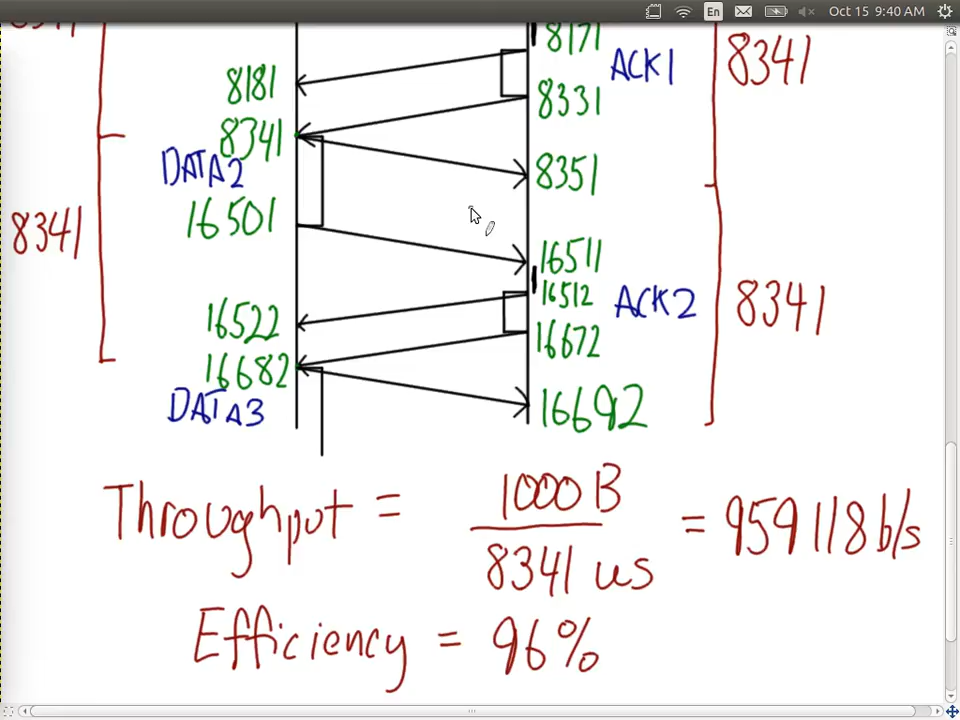 En Oct 15 9:40 AM
8341
8171
8341
ACK1
8181
8331
8341
DATA2
8351
16501
8341
16511
16512
ACK2
8341
16522
16672
16682
DATA3
16692
Throughput = 1000 B
8341 us
= 959118 b/s
Efficiency = 96%